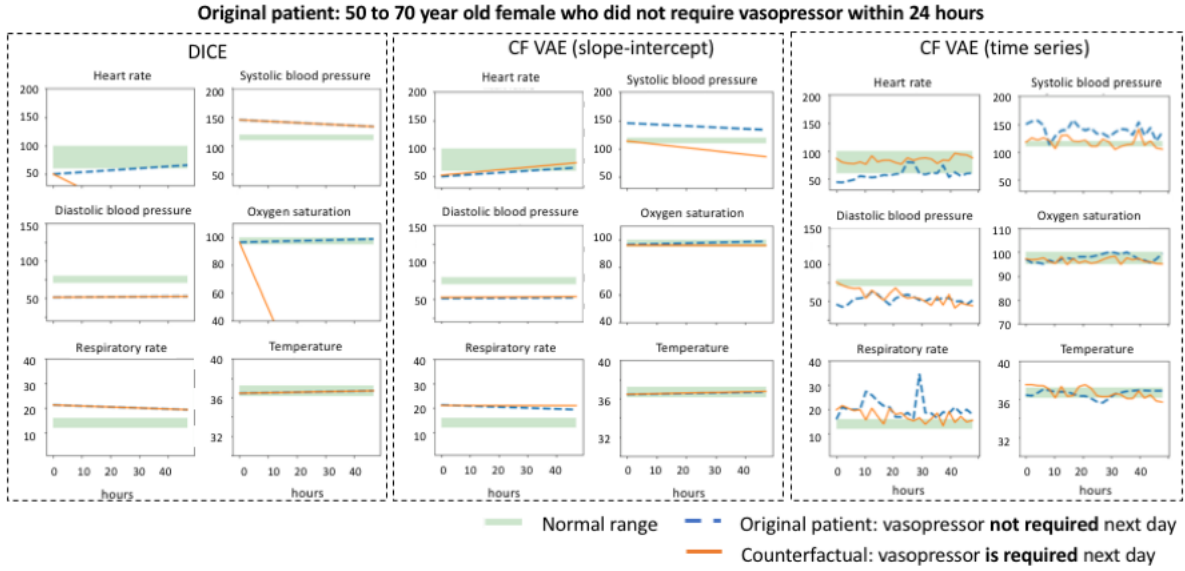 Original patient: 50 to 70 year old female who did not require vasopressor within 24 hours
DICE
Heart rate
Systolic blood pressure
200
150
100
50
200
150
100
50
Diastolic blood pressure
Oxygen saturation
150
100
50
100
80
60
40
Respiratory rate
Temperature
40
30
20
10
40
36
32
0 10 20 30 40
0 10 20 30 40
hours
hours
CF VAE (slope-intercept)
Heart rate
Systolic blood pressure
200
150
100
50
200
150
100
50
Diastolic blood pressure
Oxygen saturation
150
100
50
100
80
60
40
Respiratory rate
Temperature
40
30
20
10
40
36
32
0 10 20 30 40
0 10 20 30 40
hours
hours
CF VAE (time series)
Heart rate
Systolic blood pressure
200
150
100
50
200
150
100
50
Diastolic blood pressure
Oxygen saturation
150
100
50
110
100
90
80
70
Respiratory rate
Temperature
40
30
20
10
40
36
32
0 10 20 30 40
0 10 20 30 40
hours
hours
Normal range
Original patient: vasopressor not required next day
Counterfactual: vasopressor is required next day